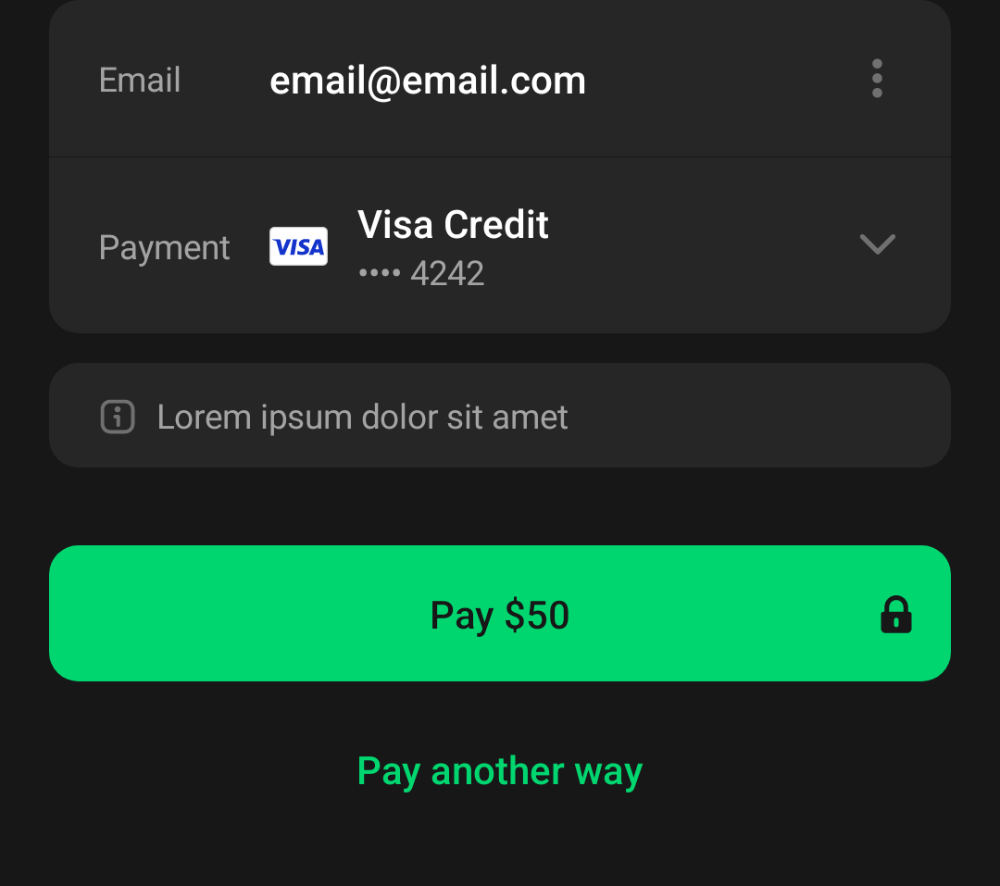 Email email@email.com
Payment VISA Visa Credit
•••• 4242
Lorem ipsum dolor sit amet
Pay $50
Pay another way